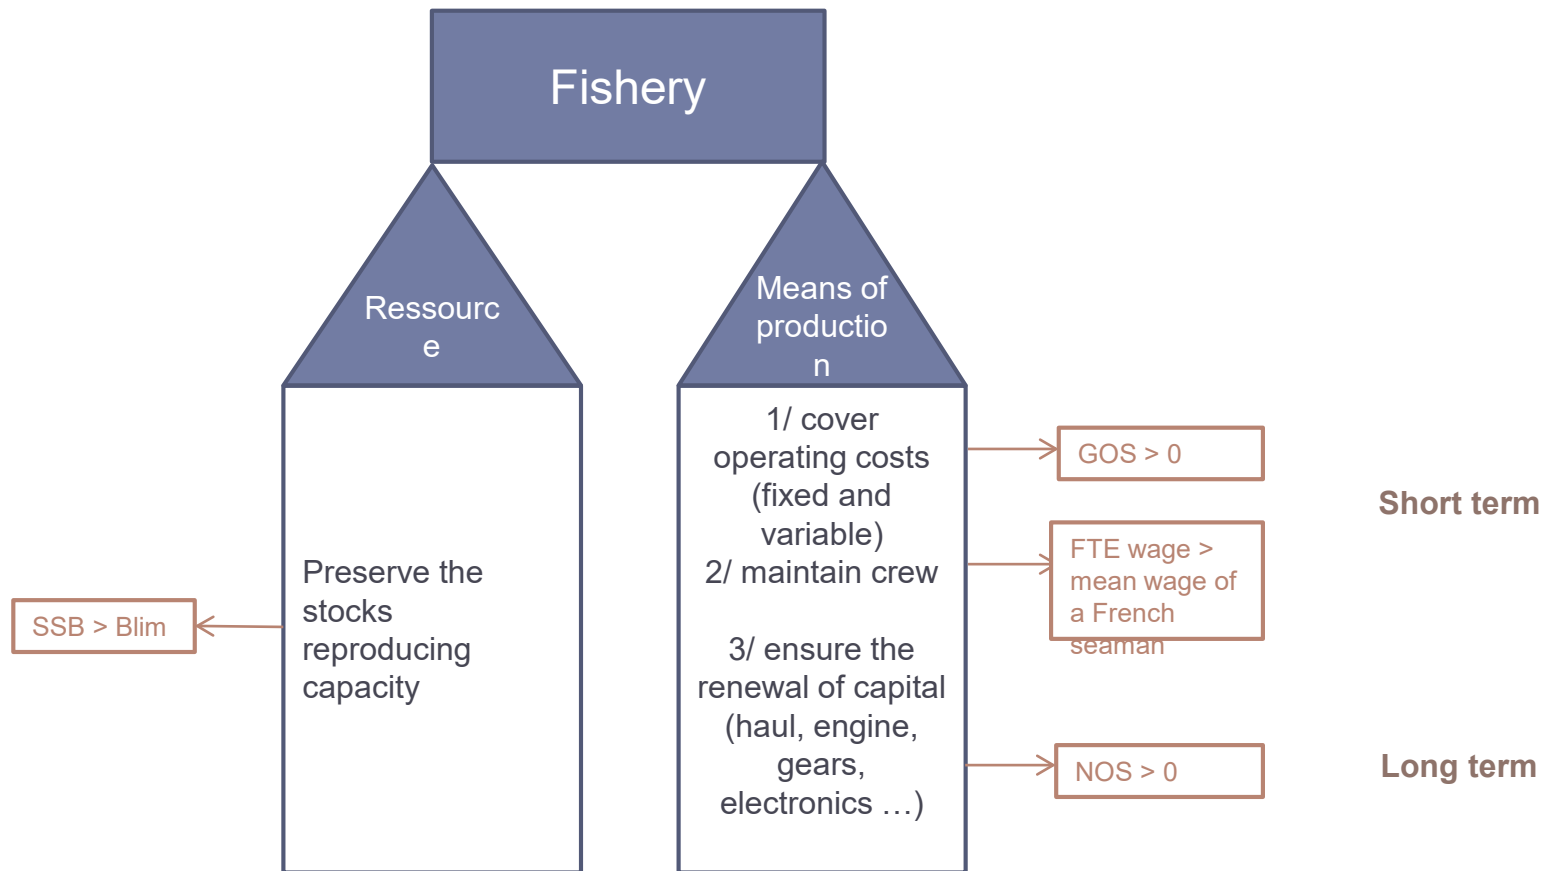 Fishery
Ressourc
e
Means of
productio
n
Preserve the
stocks
reproducing
capacity
SSB > Blim
1/ cover
operating costs
(fixed and
variable)
2/ maintain crew
3/ ensure the
renewal of capital
(haul, engine,
gears,
electronics …)
GOS > 0
FTE wage >
mean wage of
a French
seaman
NOS > 0
Short term
Long term